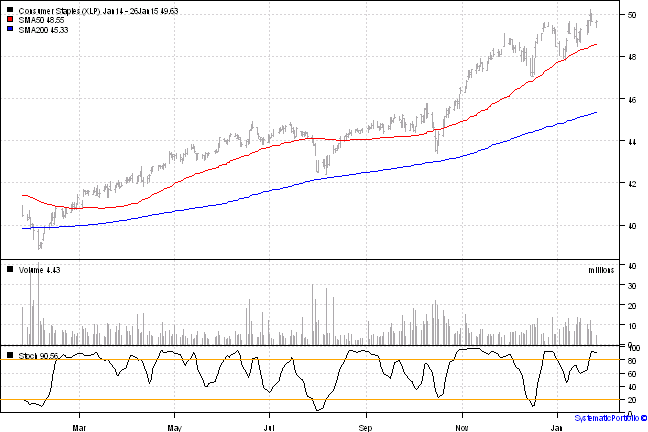 Consumer Staples (XLP) Jan14 - 26Jan15 49.63
SMA50 48.55
SMA200 45.33
50
48
46
44
42
40
Volume 4.43
millions
40
30
20
10
0
Stoch 90.56
100
80
60
40
20
0
Mar May Jul Sep Nov Jan
SystematicPortfolio ©